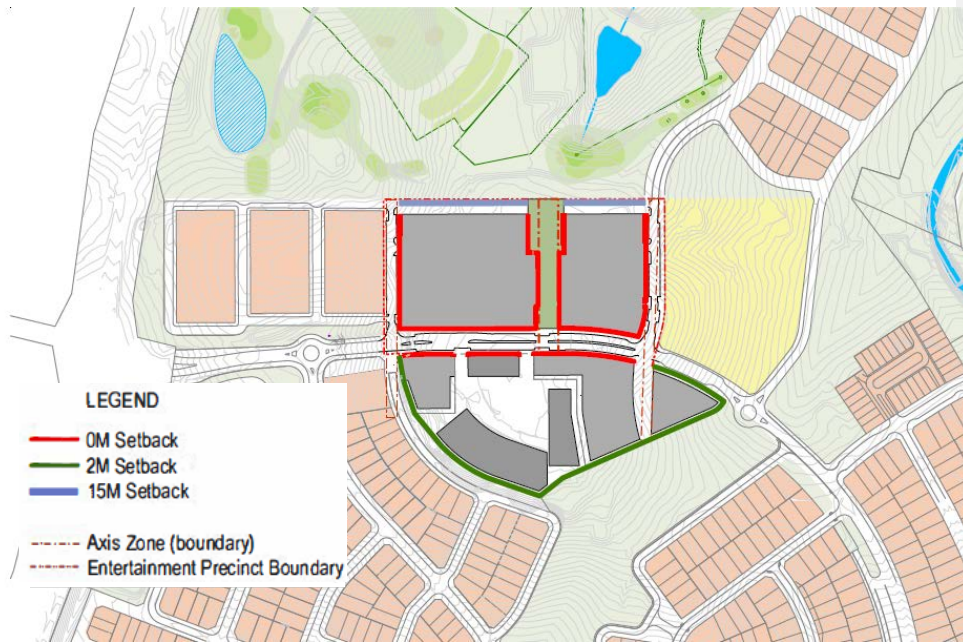 LEGEND
0M Setback
2M Setback
15M Setback
Axis Zone (boundary)
Entertainment Precinct Boundary